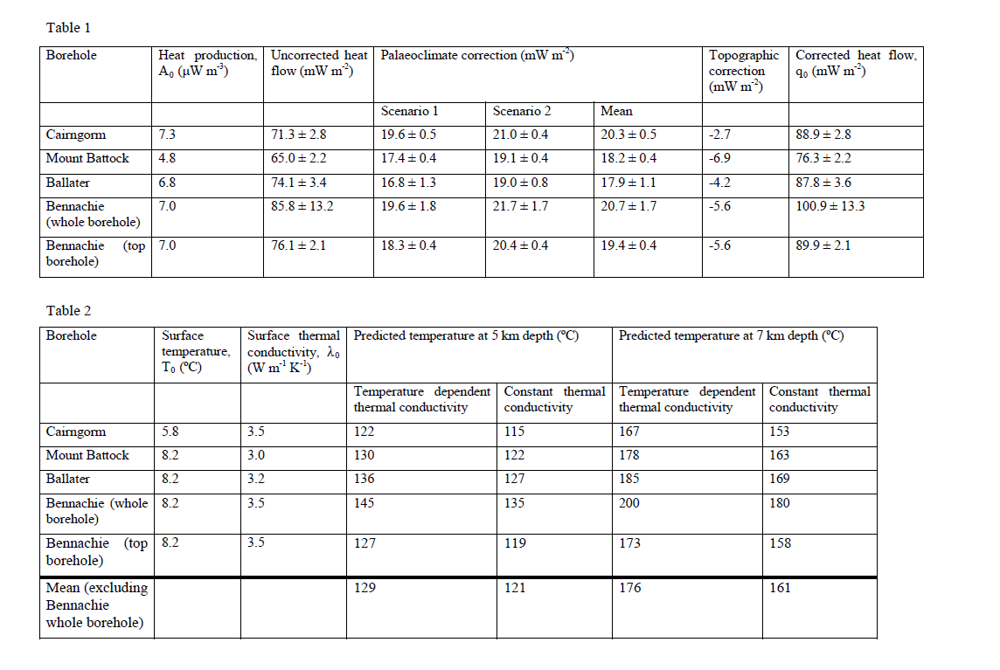 Table 1
Borehole Heat production, Uncorrected heat Palaeoclimate correction (mW m⁻²) Topographic Corrected heat flow,
A₀ (μW m⁻³) flow (mW m⁻²) correction q₀ (mW m⁻²)
(mW m⁻²)
Scenario 1 Scenario 2 Mean
Cairngorm 7.3 71.3 ± 2.8 19.6 ± 0.5 21.0 ± 0.4 20.3 ± 0.5 -2.7 88.9 ± 2.8
Mount Battock 4.8 65.0 ± 2.2 17.4 ± 0.4 19.1 ± 0.4 18.2 ± 0.4 -6.9 76.3 ± 2.2
Ballater 6.8 74.1 ± 3.4 16.8 ± 1.3 19.0 ± 0.8 17.9 ± 1.1 -4.2 87.8 ± 3.6
Bennachie 7.0 85.8 ± 13.2 19.6 ± 1.8 21.7 ± 1.7 20.7 ± 1.7 -5.6 100.9 ± 13.3
(whole borehole)
Bennachie (top 7.0 76.1 ± 2.1 18.3 ± 0.4 20.4 ± 0.4 19.4 ± 0.4 -5.6 89.9 ± 2.1
borehole)
Table 2
Borehole Surface Surface thermal Predicted temperature at 5 km depth (ºC) Predicted temperature at 7 km depth (ºC)
temperature, conductivity, λ₀
T₀ (ºC) (W m⁻¹ K⁻¹)
Temperature dependent Constant thermal Temperature dependent Constant thermal
thermal conductivity conductivity thermal conductivity conductivity
Cairngorm 5.8 3.5 122 115 167 153
Mount Battock 8.2 3.0 130 122 178 163
Ballater 8.2 3.2 136 127 185 169
Bennachie (whole 8.2 3.5 145 135 200 180
borehole)
Bennachie (top 8.2 3.5 127 119 173 158
borehole)
Mean (excluding 129 121 176 161
Bennachie
whole borehole)